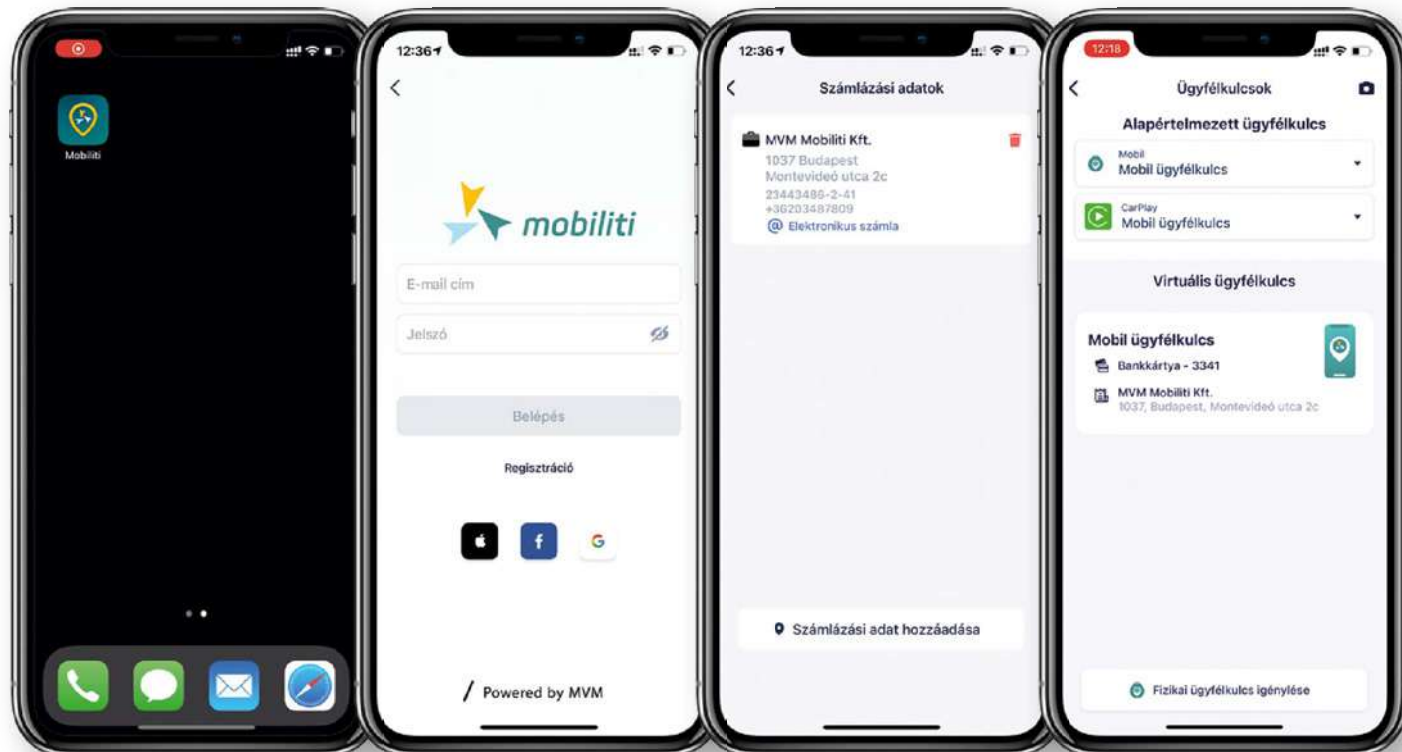 Mobiliti
12:36
mobiliti
E-mail cím
Jelszó
Belépés
Regisztráció
Powered by MVM
12:36
Számlázási adatok
MVM Mobiliti Kft.
1037 Budapest
Montevideó utca 2c
23443486-2-41
+36203487809
@ Elektronikus számla
Számlázási adat hozzáadása
12:18
Ügyfélkulcsok
Alapértelmezett ügyfélkulcs
Mobil
Mobil ügyfélkulcs
CarPlay
Mobil ügyfélkulcs
Virtuális ügyfélkulcs
Mobil ügyfélkulcs
Bankkártya - 3341
MVM Mobiliti Kft.
1037, Budapest, Montevideó utca 2c
Fizikai ügyfélkulcs igénylése